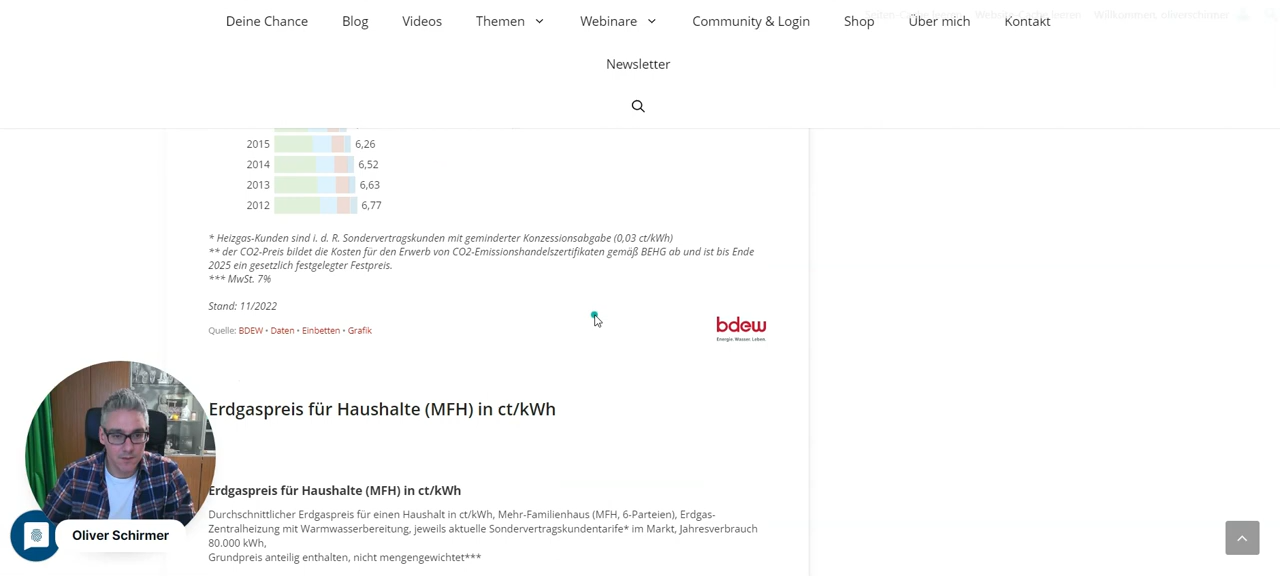 Deine Chance Blog Videos Themen Webinare Community & Login Shop Über mich Kontakt
Newsletter
2015 6,26
2014 6,52
2013 6,63
2012 6,77
* Heizgas-Kunden sind i. d. R. Sondervertragskunden mit geminderter Konzessionsabgabe (0,03 ct/kWh)
** der CO2-Preis bildet die Kosten für den Erwerb von CO2-Emissionshandelszertifikaten gemäß BEHG ab und ist bis Ende
2025 ein gesetzlich festgelegter Festpreis.
*** MwSt. 7%
Stand: 11/2022
Quelle: BDEW • Daten • Einbetten • Grafik
bdew
Energie. Wasser. Leben.
Erdgaspreis für Haushalte (MFH) in ct/kWh
Erdgaspreis für Haushalte (MFH) in ct/kWh
Durchschnittlicher Erdgaspreis für einen Haushalt in ct/kWh, Mehr-Familienhaus (MFH, 6-Parteien), Erdgas-
Zentralheizung mit Warmwasserbereitung, jeweils aktuelle Sondervertragskundentarife* im Markt, Jahresverbrauch
80.000 kWh,
Grundpreis anteilig enthalten, nicht mengengewichtet***
Oliver Schirmer